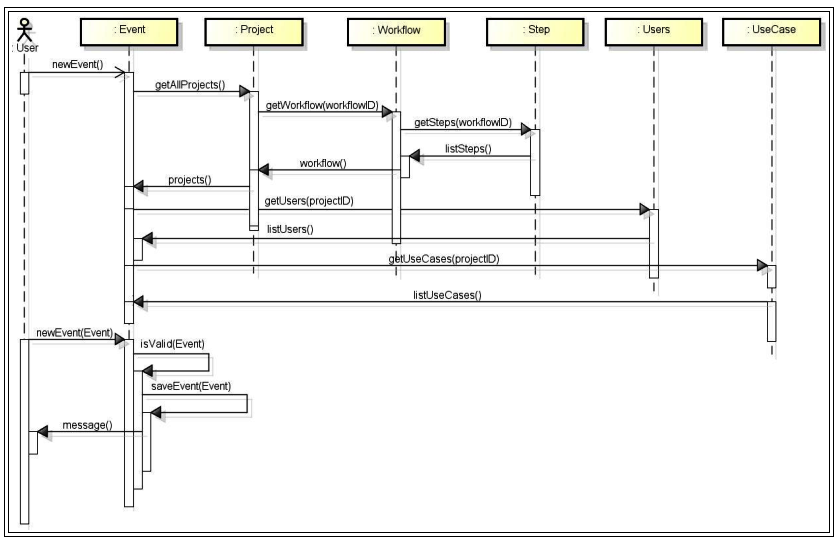 : User
: Event
: Project
: Workflow
: Step
: Users
: UseCase
newEvent()
getAllProjects()
getWorkflow(workflowID)
getSteps(workflowID)
listSteps()
workflow()
projects()
getUsers(projectID)
listUsers()
getUseCases(projectID)
listUseCases()
newEvent(Event)
isValid(Event)
saveEvent(Event)
message()